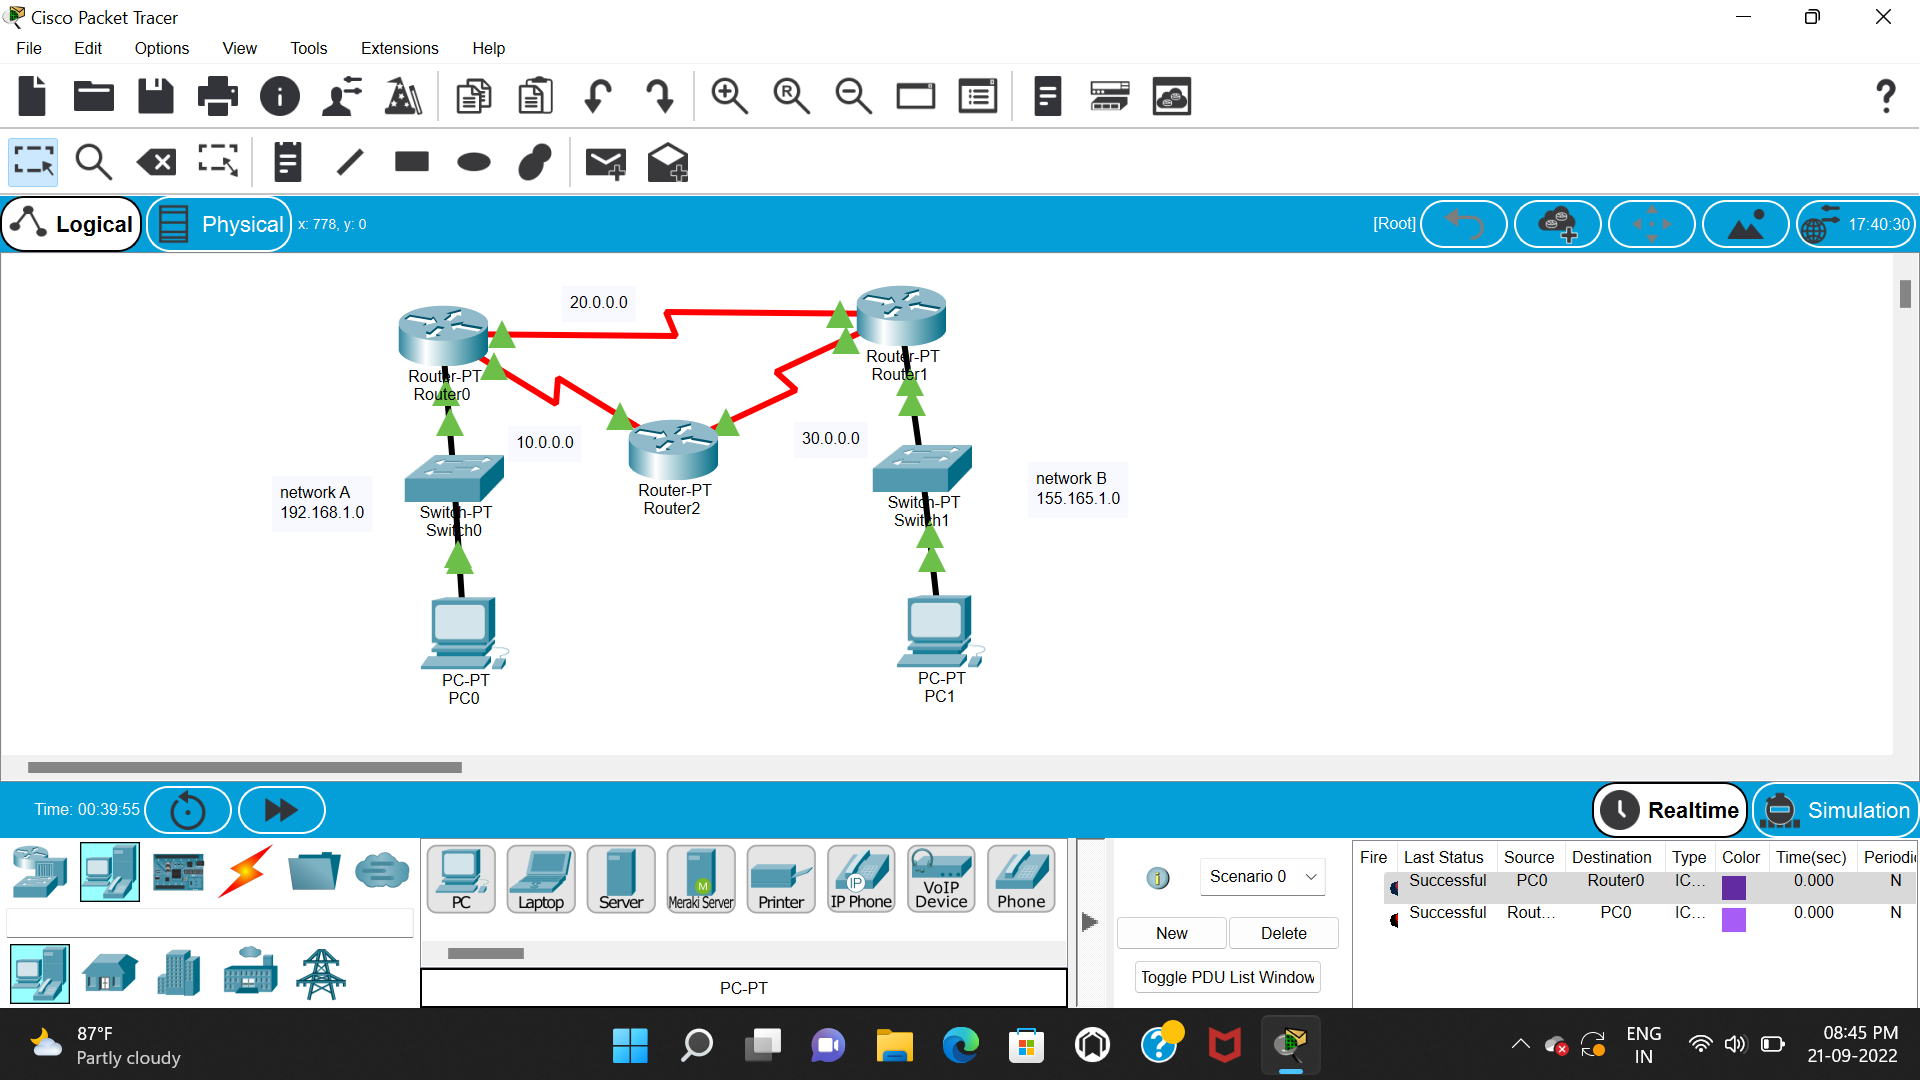 Cisco Packet Tracer
File Edit Options View Tools Extensions Help
R
?
Logical Physical x: 778, y: 0 [Root] 17:40:30
20.0.0.0
Router-PT
Router0
Router-PT
Router1
10.0.0.0
30.0.0.0
Router-PT
Router2
network A
192.168.1.0
Switch-PT
Switch0
Switch-PT
Switch1
network B
155.165.1.0
PC-PT
PC0
PC-PT
PC1
Time: 00:39:55 Realtime Simulation
PC Laptop Server Meraki Server Printer IP Phone VoIP Device Phone
M
IP
PC-PT
Scenario 0
New Delete
Toggle PDU List Window
Fire Last Status Source Destination Type Color Time(sec) Periodi
Successful PC0 Router0 IC... 0.000 N
Successful Rout... PC0 IC... 0.000 N
87°F
Partly cloudy
ENG
IN
08:45 PM
21-09-2022